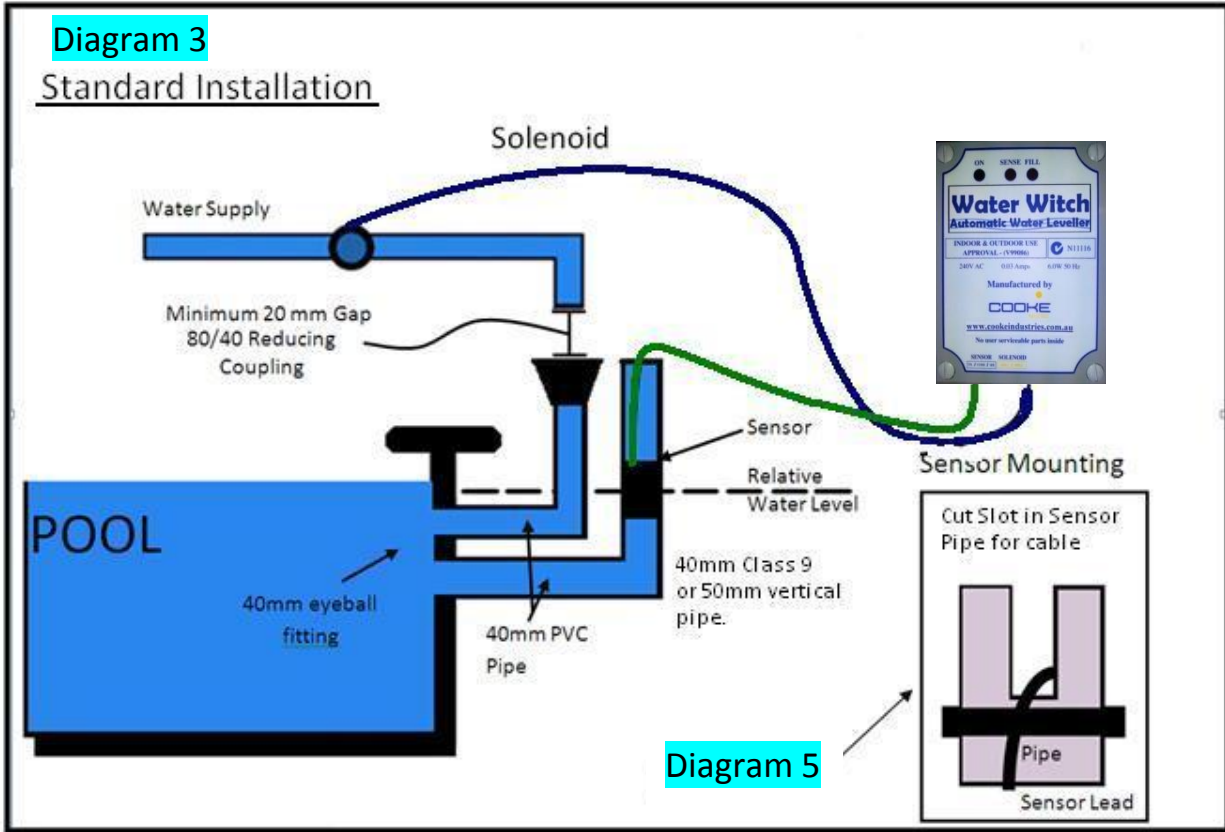 Diagram 3
Standard Installation
Solenoid
Water Supply
Minimum 20 mm Gap
80/40 Reducing
Coupling
ON SENSE FILL
Water Witch
Automatic Water Leveller
INDOOR & OUTDOOR USE
APPROVAL - (V99086)
N11116
240V AC 0.03 Amps 6.0W 50 Hz
Manufactured by
COOKE
www.cookeindustries.com.au
No user serviceable parts inside
SENSOR SOLENOID
Sensor
Relative
Water Level
POOL
40mm eyeball
fitting
40mm PVC
Pipe
40mm Class 9
or 50mm vertical
pipe.
Sensor Mounting
Cut Slot in Sensor
Pipe for cable
Pipe
Sensor Lead
Diagram 5